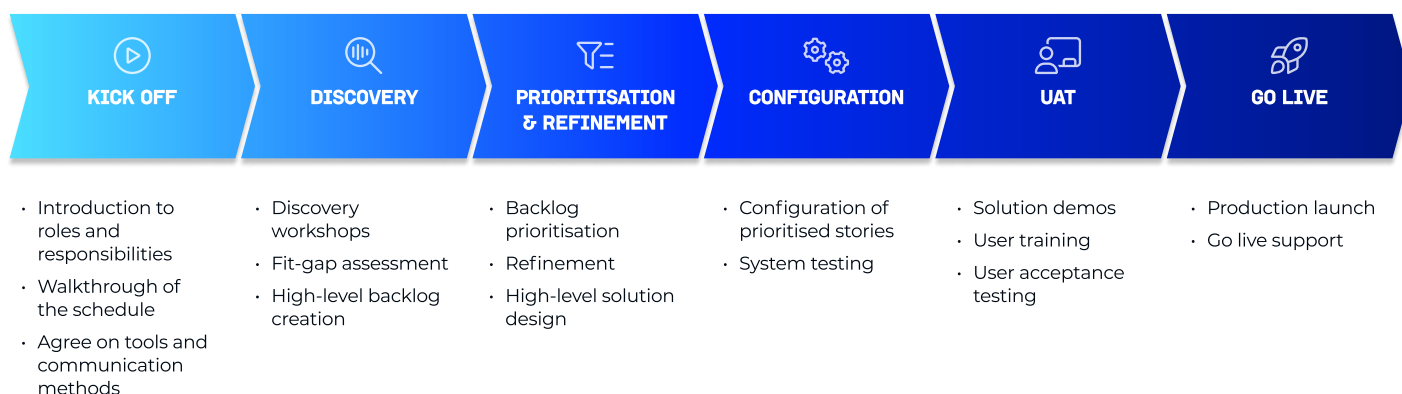 KICK OFF
DISCOVERY
PRIORITISATION
& REFINEMENT
CONFIGURATION
UAT
GO LIVE
• Introduction to
roles and
responsibilities
• Walkthrough of
the schedule
• Agree on tools and
communication
methods
• Discovery
workshops
• Fit-gap assessment
• High-level backlog
creation
• Backlog
prioritisation
• Refinement
• High-level solution
design
• Configuration of
prioritised stories
• System testing
• Solution demos
• User training
• User acceptance
testing
• Production launch
• Go live support